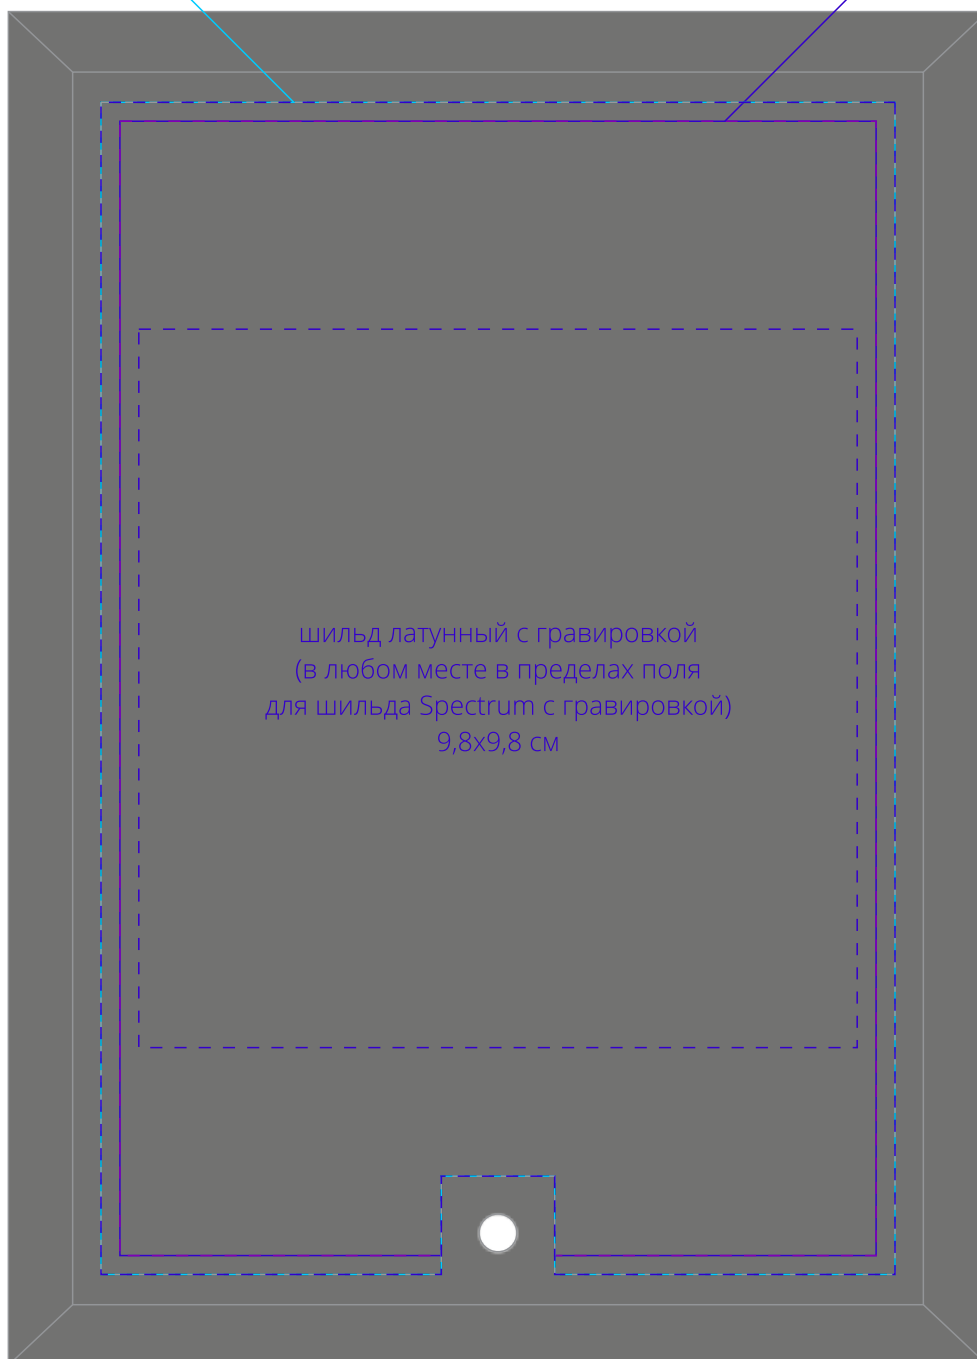 шильд латунный с гравировкой
(в любом месте в пределах поля
для шильда Spectrum с гравировкой)
9,8х9,8 см